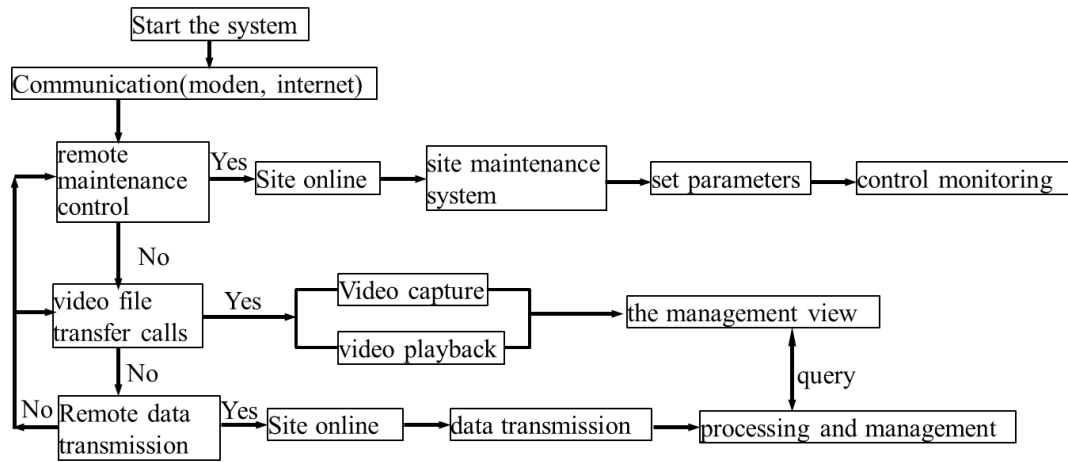 Start the system
Communication(moden, internet)
remote
maintenance
control
Yes
Site online
site maintenance
system
set parameters
control monitoring
No
video file
transfer calls
Yes
Video capture
video playback
the management view
No
query
No
Remote data
transmission
Yes
Site online
data transmission
processing and management